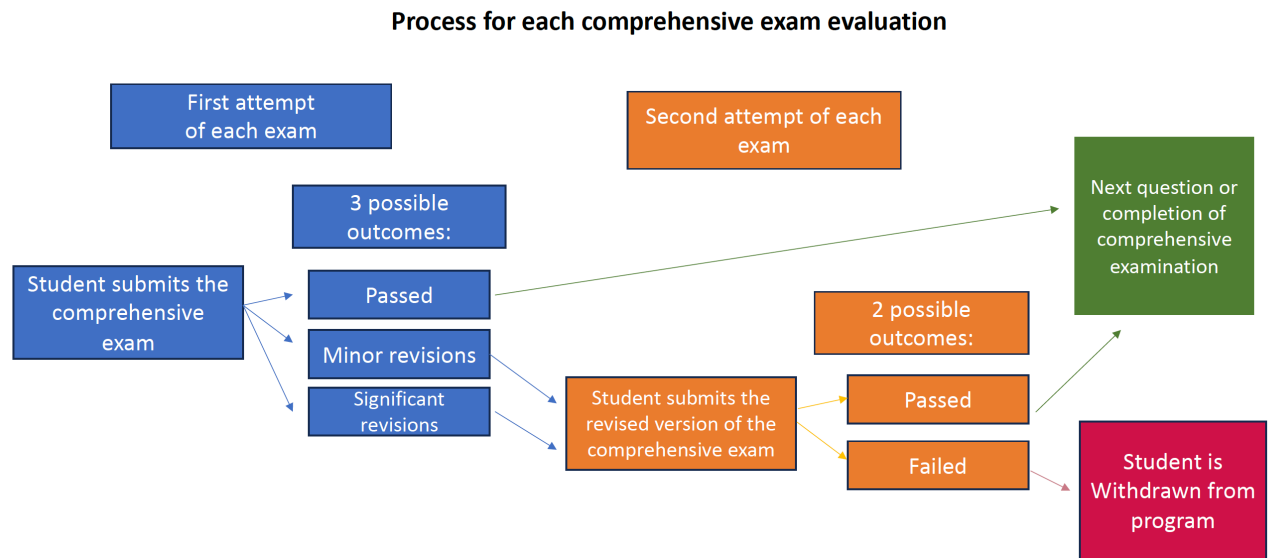 Process for each comprehensive exam evaluation
First attempt
of each exam
Second attempt of each
exam
3 possible
outcomes:
Student submits the
comprehensive
exam
Passed
Minor revisions
Significant
revisions
Student submits the
revised version of the
comprehensive exam
2 possible
outcomes:
Passed
Failed
Next question or
completion of
comprehensive
examination
Student is
Withdrawn from
program